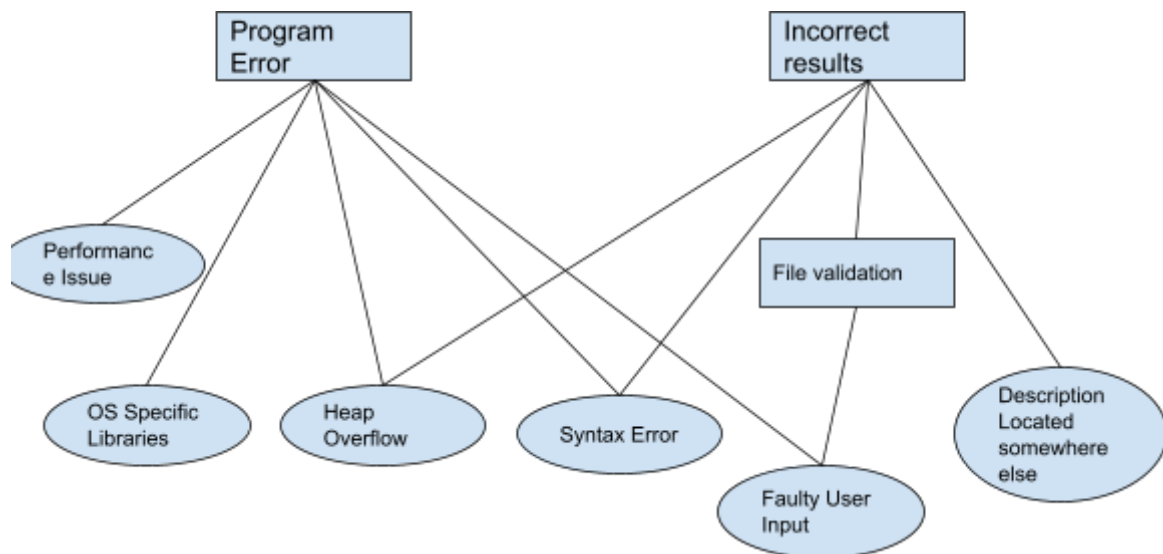 Program
Error
Incorrect
results
Performanc
e Issue
File validation
OS Specific
Libraries
Heap
Overflow
Syntax Error
Description
Located
somewhere
else
Faulty User
Input